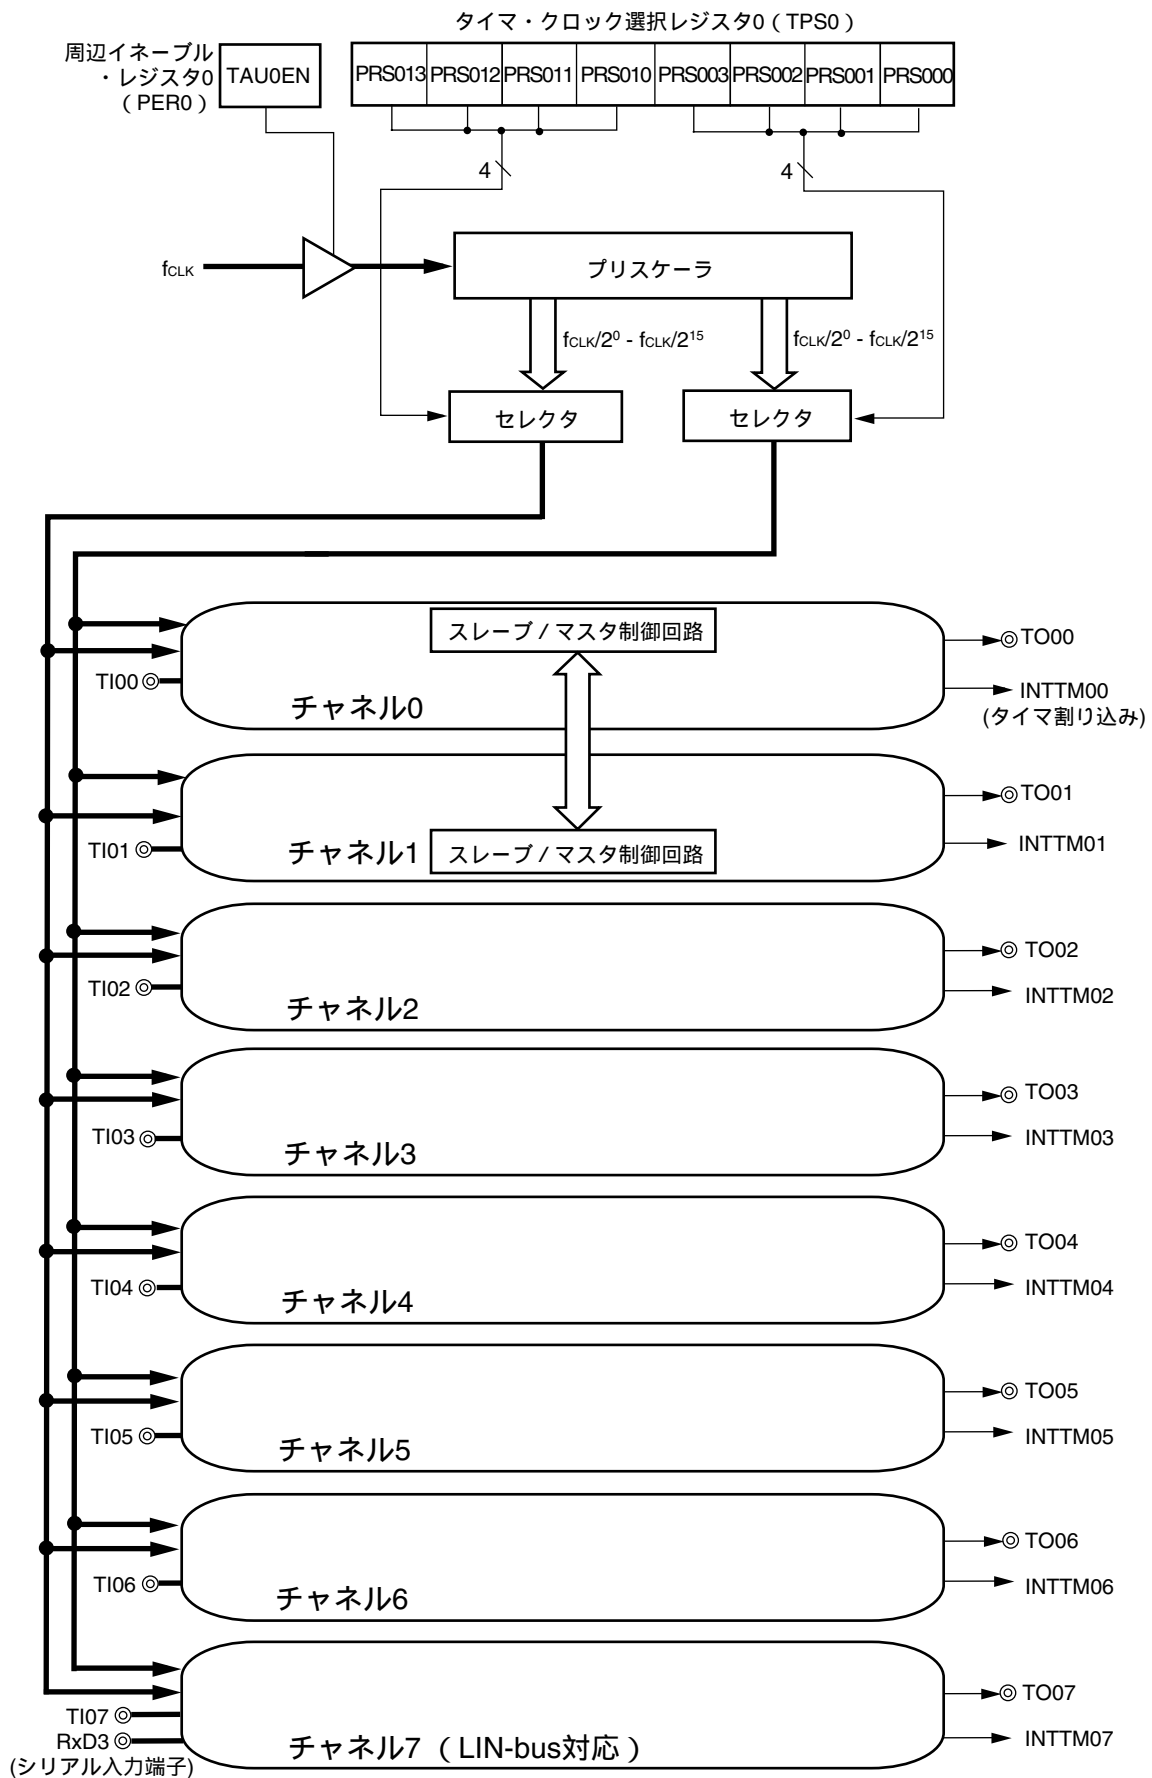 タイマ・クロック選択レジスタ0（TPS0）
周辺イネーブル
・レジスタ0
（PER0）
TAU0EN
PRS013 PRS012 PRS011 PRS010 PRS003 PRS002 PRS001 PRS000
4
4
fCLK
プリスケーラ
fCLK/2⁰ - fCLK/2¹⁵
fCLK/2⁰ - fCLK/2¹⁵
セレクタ
セレクタ
スレーブ / マスタ制御回路
TO00
TI00
チャネル0
INTTM00
(タイマ割り込み)
TO01
TI01
チャネル1
スレーブ / マスタ制御回路
INTTM01
TO02
TI02
チャネル2
INTTM02
TO03
TI03
チャネル3
INTTM03
TO04
TI04
チャネル4
INTTM04
TO05
TI05
チャネル5
INTTM05
TO06
TI06
チャネル6
INTTM06
TO07
TI07
RxD3
(シリアル入力端子)
チャネル7（LIN-bus対応）
INTTM07